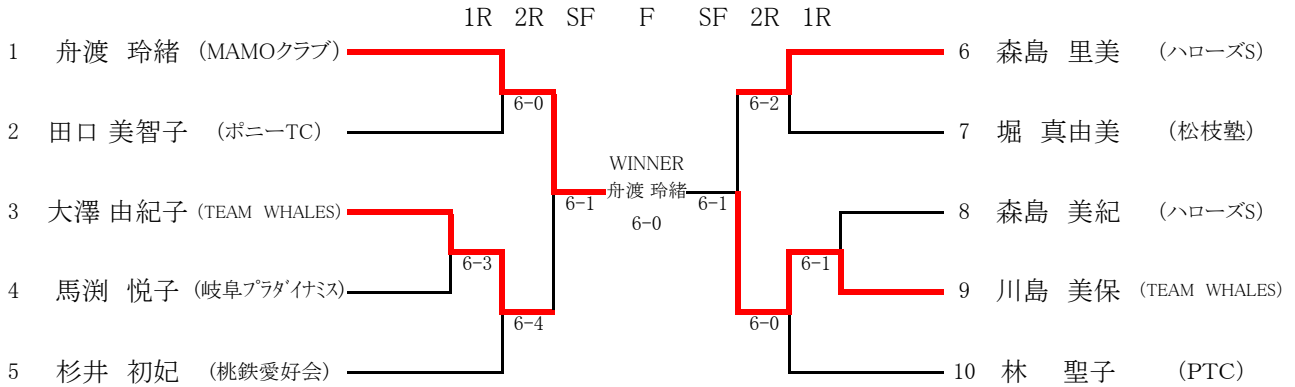 1R 2R SF F SF 2R 1R
1 舟渡 玲緒 (MAMOクラブ)
6 森島 里美 (ハローズS)
6-0
6-2
2 田口 美智子 (ポニーTC)
7 堀 真由美 (松枝塾)
WINNER
舟渡 玲緒
6-1
6-1
6-0
3 大澤 由紀子 (TEAM WHALES)
8 森島 美紀 (ハローズS)
6-3
6-1
4 馬渕 悦子 (岐阜プラダイナミス)
9 川島 美保 (TEAM WHALES)
6-4
6-0
5 杉井 初妃 (桃鉄愛好会)
10 林 聖子 (PTC)